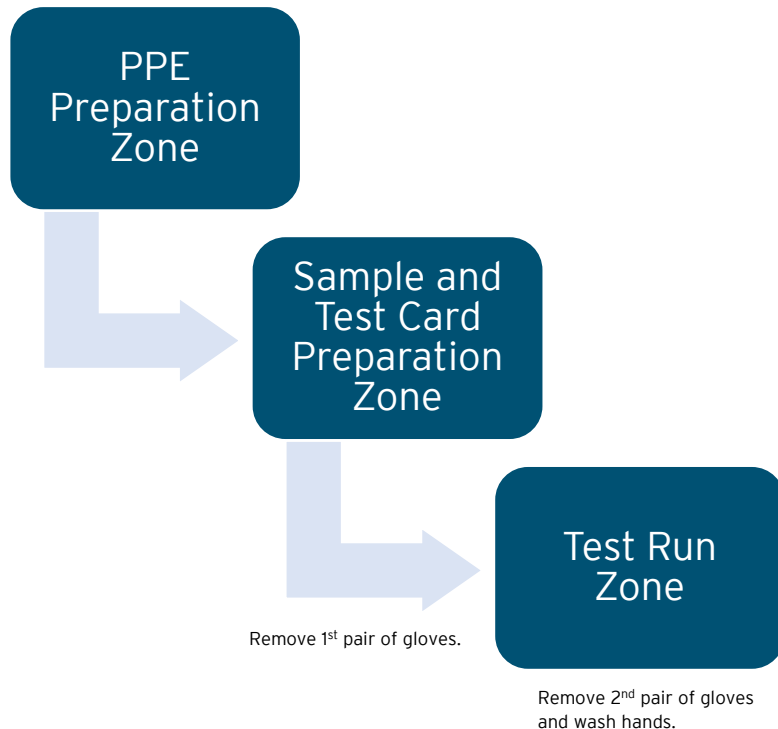 PPE
Preparation
Zone
Sample and
Test Card
Preparation
Zone
Test Run
Zone
Remove 1st pair of gloves.
Remove 2nd pair of gloves
and wash hands.